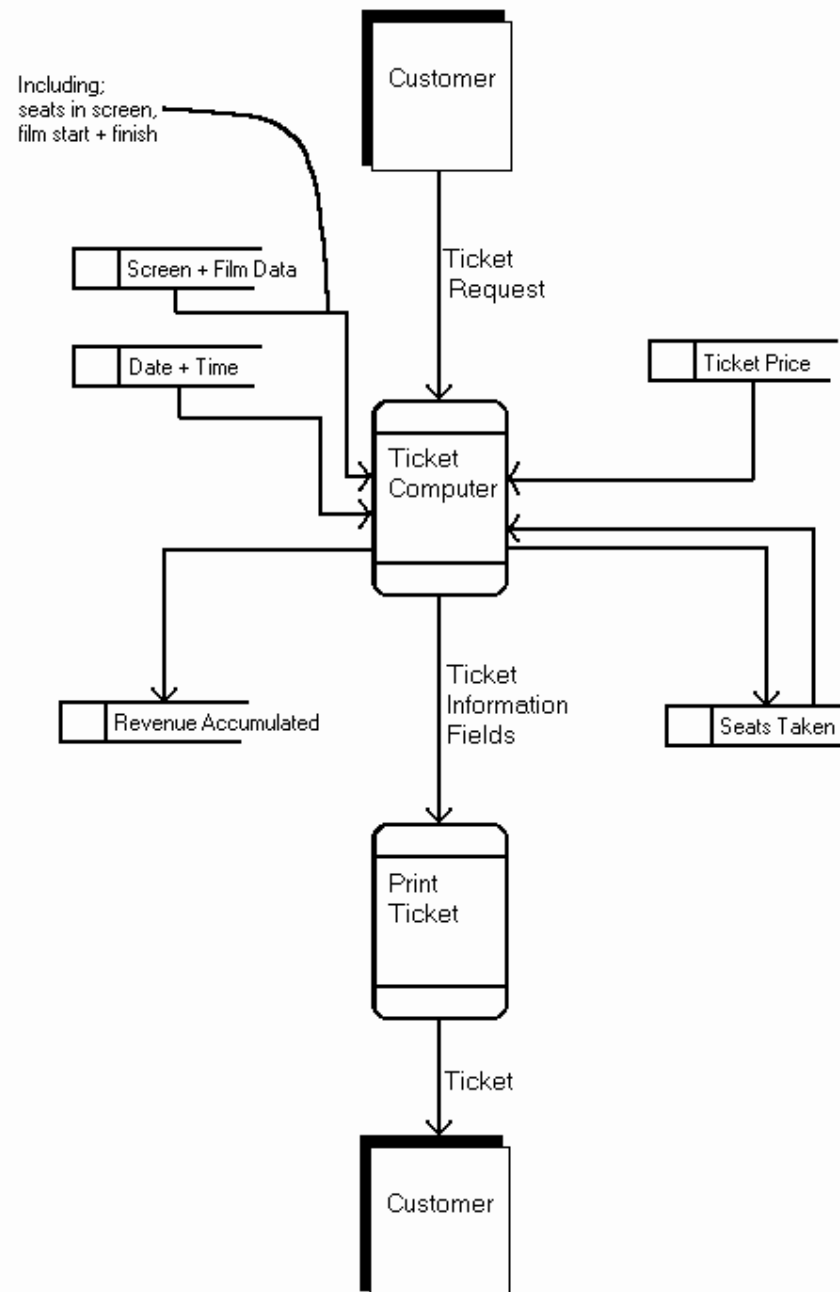 Customer
Including;
seats in screen,
film start + finish
Ticket
Request
Screen + Film Data
Date + Time
Ticket Price
Ticket
Computer
Ticket
Information
Fields
Revenue Accumulated
Seats Taken
Print
Ticket
Ticket
Customer